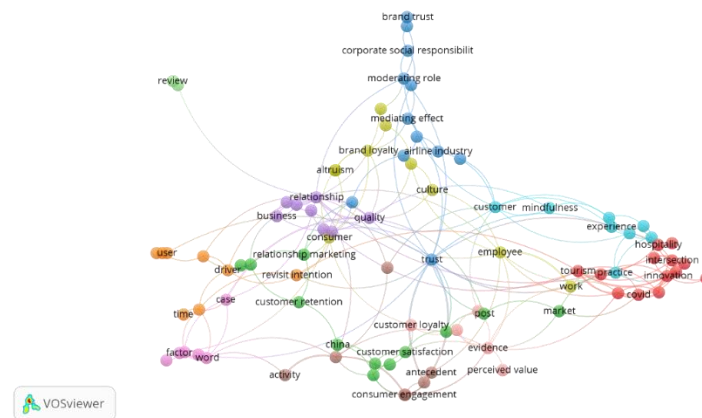 brand trust
corporate social responsibilit
moderating role
review
mediating effect
brand loyalty
airline industry
altruism
culture
relationship
customer
mindfulness
business
quality
experience
consumer
hospitality
user
relationship marketing
trust
employee
intersection
driver
revisit intention
tourism
practice
innovation
work
covid
case
customer retention
time
post
market
customer loyalty
factor
word
china
customer satisfaction
evidence
activity
antecedent
perceived value
consumer engagement
VOSviewer